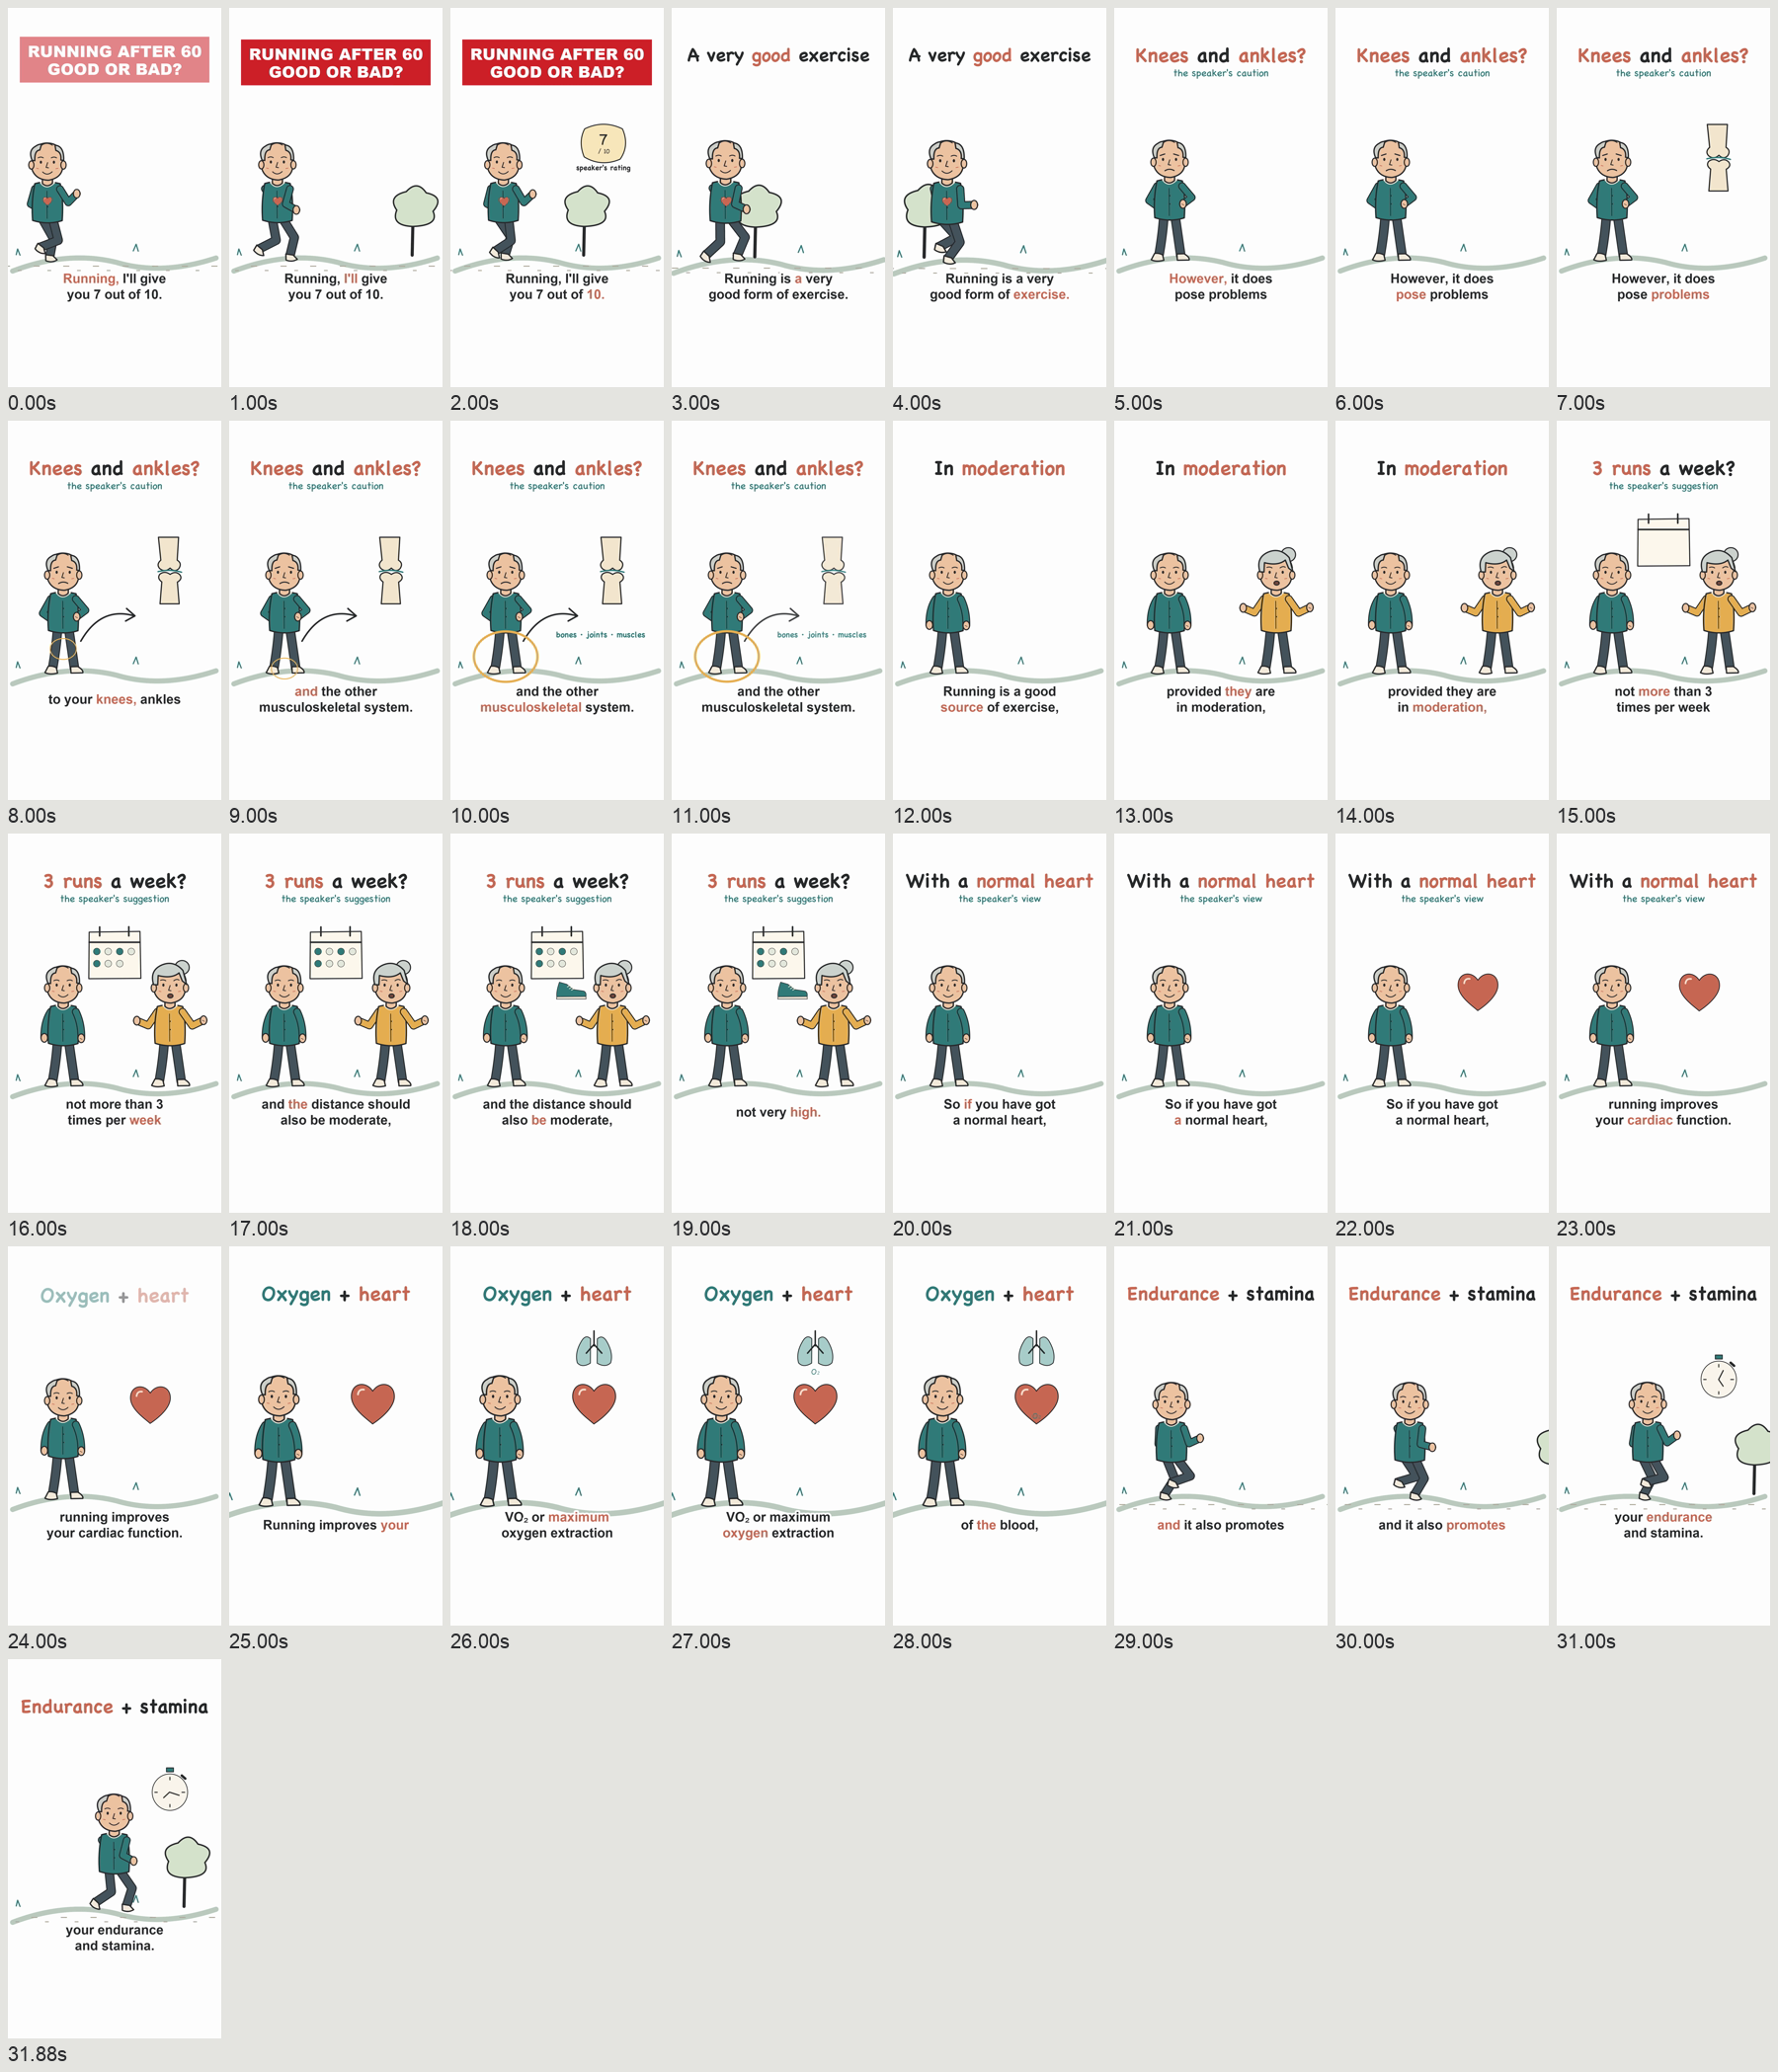 RUNNING AFTER 60
GOOD OR BAD?
Running, I'll give
you 7 out of 10.
0.00s
RUNNING AFTER 60
GOOD OR BAD?
Running, I'll give
you 7 out of 10.
1.00s
RUNNING AFTER 60
GOOD OR BAD?
7
/ 10
speaker's rating
Running, I'll give
you 7 out of 10.
2.00s
A very good exercise
Running is a very
good form of exercise.
3.00s
A very good exercise
Running is a very
good form of exercise.
4.00s
Knees and ankles?
the speaker's caution
However, it does
pose problems
5.00s
Knees and ankles?
the speaker's caution
However, it does
pose problems
6.00s
Knees and ankles?
the speaker's caution
However, it does
pose problems
7.00s
Knees and ankles?
the speaker's caution
to your knees, ankles
8.00s
Knees and ankles?
the speaker's caution
and the other
musculoskeletal system.
9.00s
Knees and ankles?
the speaker's caution
bones · joints · muscles
and the other
musculoskeletal system.
10.00s
Knees and ankles?
the speaker's caution
bones · joints · muscles
and the other
musculoskeletal system.
11.00s
In moderation
Running is a good
source of exercise,
12.00s
In moderation
provided they are
in moderation,
13.00s
In moderation
provided they are
in moderation,
14.00s
3 runs a week?
the speaker's suggestion
not more than 3
times per week
15.00s
3 runs a week?
the speaker's suggestion
not more than 3
times per week
16.00s
3 runs a week?
the speaker's suggestion
and the distance should
also be moderate,
17.00s
3 runs a week?
the speaker's suggestion
and the distance should
also be moderate,
18.00s
3 runs a week?
the speaker's suggestion
not very high.
19.00s
With a normal heart
the speaker's view
So if you have got
a normal heart,
20.00s
With a normal heart
the speaker's view
So if you have got
a normal heart,
21.00s
With a normal heart
the speaker's view
So if you have got
a normal heart,
22.00s
With a normal heart
the speaker's view
running improves
your cardiac function.
23.00s
Oxygen + heart
running improves
your cardiac function.
24.00s
Oxygen + heart
Running improves your
25.00s
Oxygen + heart
VO₂ or maximum
oxygen extraction
26.00s
Oxygen + heart
O₂
VO₂ or maximum
oxygen extraction
27.00s
Oxygen + heart
of the blood,
28.00s
Endurance + stamina
and it also promotes
29.00s
Endurance + stamina
and it also promotes
30.00s
Endurance + stamina
your endurance
and stamina.
31.00s
Endurance + stamina
your endurance
and stamina.
31.88s